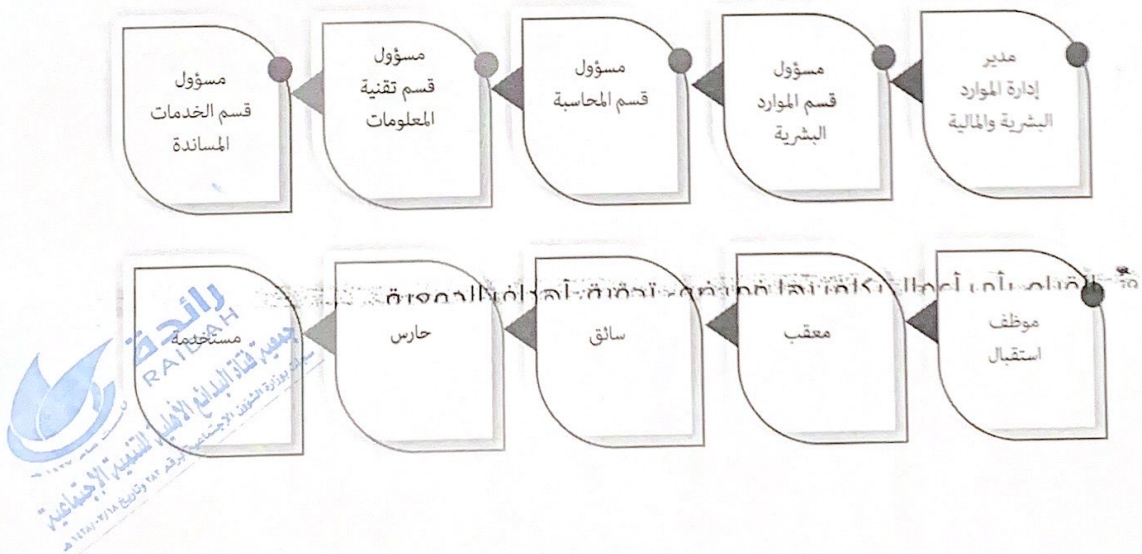 مدير
إدارة الموارد
البشرية والمالية
مسؤول
قسم الموارد
البشرية
مسؤول
قسم المحاسبة
مسؤول
قسم تقنية
المعلومات
مسؤول
قسم الخدمات
المساندة
موظف
استقبال
معقب
سائق
حارس
مستخدمة
رائدة
RAIDAH
جمعية فتاة البدائع الأهلية للتنمية الاجتماعية